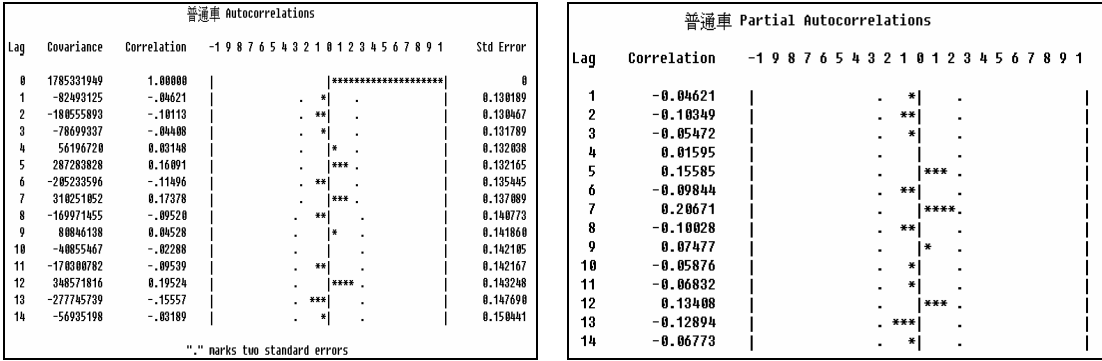 普通車 Autocorrelations
Lag Covariance Correlation -1 9 8 7 6 5 4 3 2 1 0 1 2 3 4 5 6 7 8 9 1 Std Error
0 1785331949 1.00000 | |********************| 0
1 -82493125 -.04621 | . *| . | 0.130189
2 -180555893 -.10113 | . **| . | 0.130467
3 -78699337 -.04408 | . *| . | 0.131789
4 56196720 0.03148 | . |* . | 0.132038
5 287283828 0.16091 | . |*** . | 0.132165
6 -205233596 -.11496 | . **| . | 0.135445
7 310251052 0.17378 | . |*** . | 0.137089
8 -169971455 -.09520 | . **| . | 0.140773
9 80846138 0.04528 | . |* . | 0.141860
10 -40855467 -.02288 | . | . | 0.142105
11 -170300782 -.09539 | . **| . | 0.142167
12 348571816 0.19524 | . |**** . | 0.143248
13 -277745739 -.15557 | . ***| . | 0.147690
14 -56935198 -.03189 | . *| . | 0.150441
"." marks two standard errors
普通車 Partial Autocorrelations
Lag Correlation -1 9 8 7 6 5 4 3 2 1 0 1 2 3 4 5 6 7 8 9 1
1 -0.04621 | . *| . |
2 -0.10349 | . **| . |
3 -0.05472 | . *| . |
4 0.01595 | . | . |
5 0.15585 | . |*** . |
6 -0.09844 | . **| . |
7 0.20671 | . |****. |
8 -0.10028 | . **| . |
9 0.07477 | . |* . |
10 -0.05876 | . *| . |
11 -0.06832 | . *| . |
12 0.13408 | . |*** . |
13 -0.12894 | . ***| . |
14 -0.06773 | . *| . |